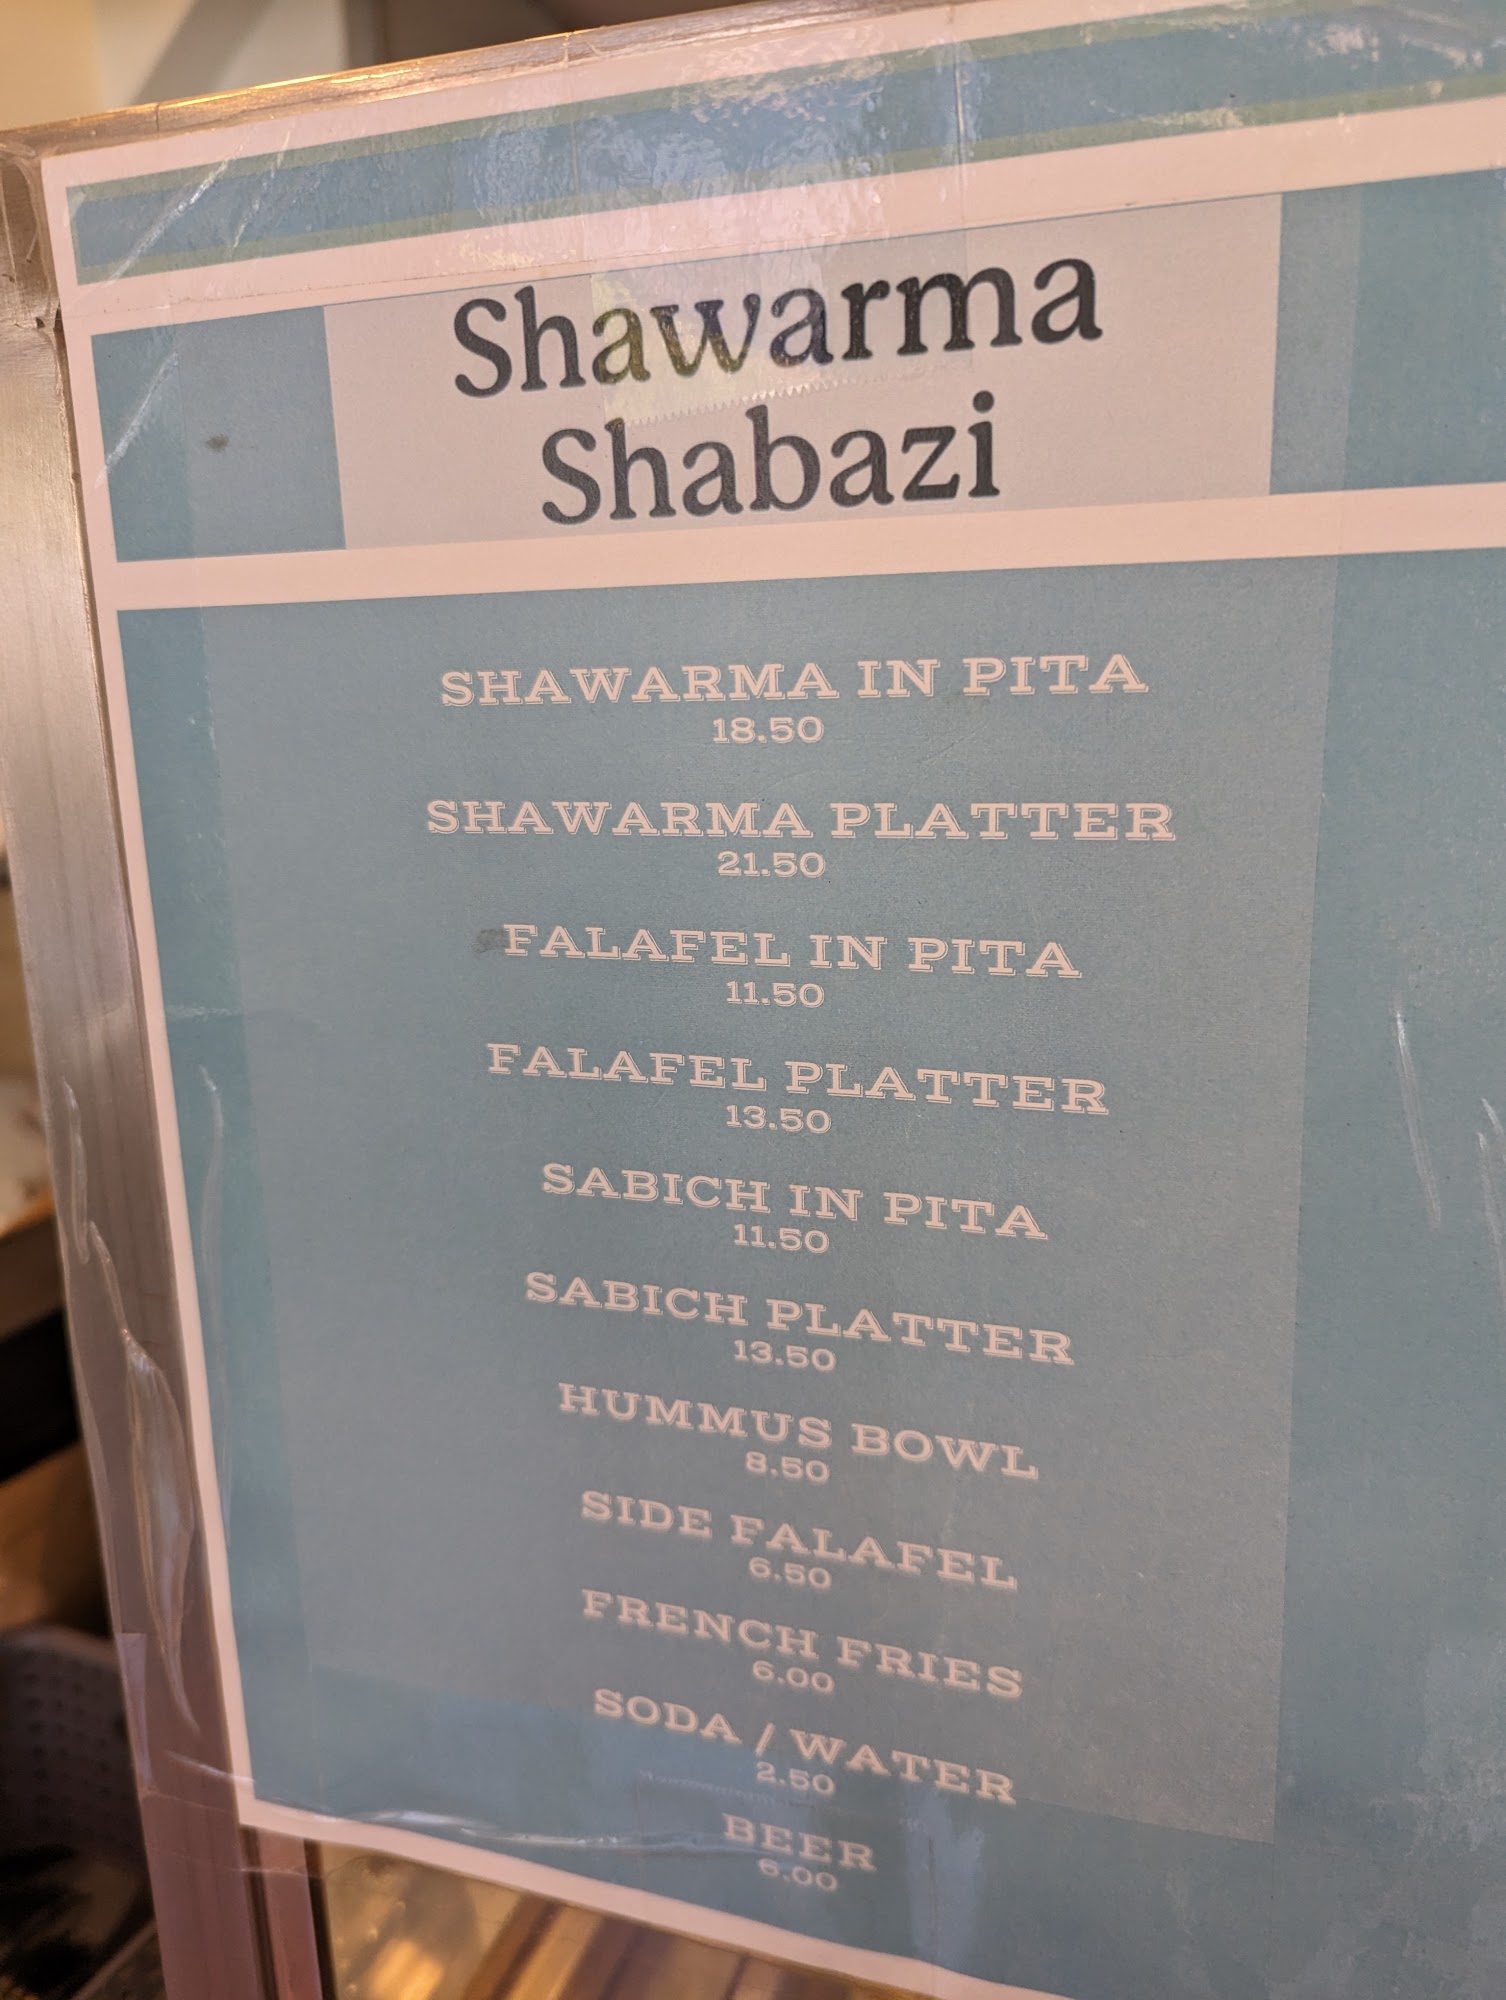 Shawarma
Shabazi
SHAWARMA IN PITA
18.50
SHAWARMA PLATTER
21.50
FALAFEL IN PITA
11.50
FALAFEL PLATTER
13.50
SABICH IN PITA
11.50
SABICH PLATTER
13.50
HUMMUS BOWL
8.50
SIDE FALAFEL
6.50
FRENCH FRIES
6.00
SODA / WATER
2.50
BEER
6.00